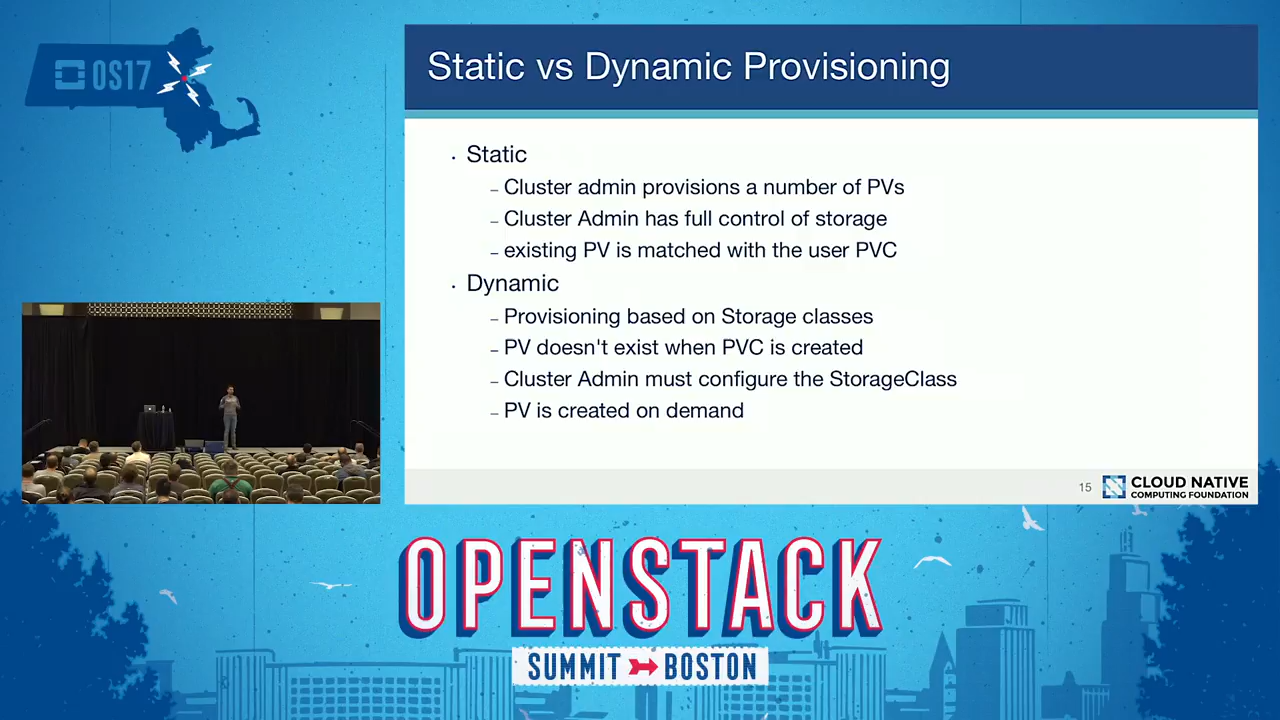 OS17
Static vs Dynamic Provisioning
· Static
– Cluster admin provisions a number of PVs
– Cluster Admin has full control of storage
– existing PV is matched with the user PVC
· Dynamic
– Provisioning based on Storage classes
– PV doesn't exist when PVC is created
– Cluster Admin must configure the StorageClass
– PV is created on demand
15
CLOUD NATIVE
COMPUTING FOUNDATION
OPENSTACK
SUMMIT BOSTON